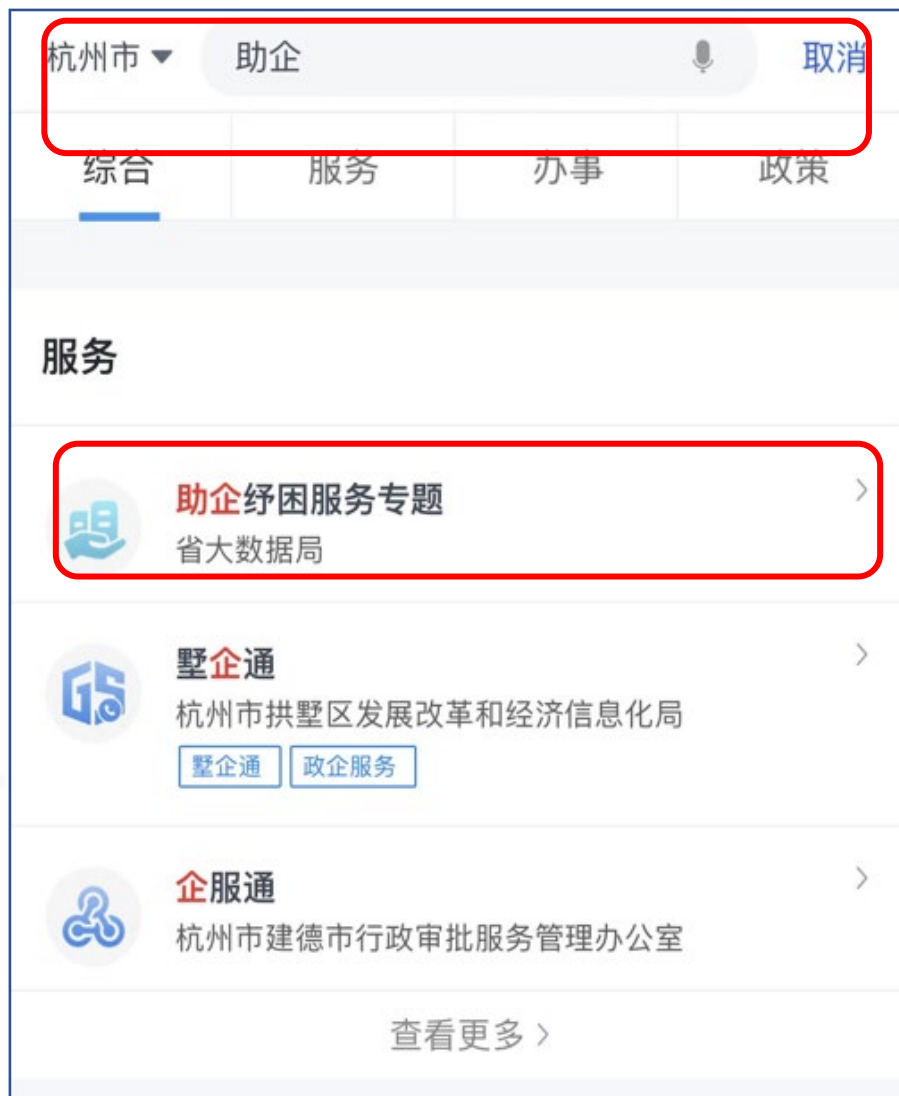 杭州市 助企 取消
综合 服务 办事 政策
服务
助企纾困服务专题
省大数据局
墅企通
杭州市拱墅区发展改革和经济信息化局
墅企通 政企服务
企服通
杭州市建德市行政审批服务管理办公室
查看更多